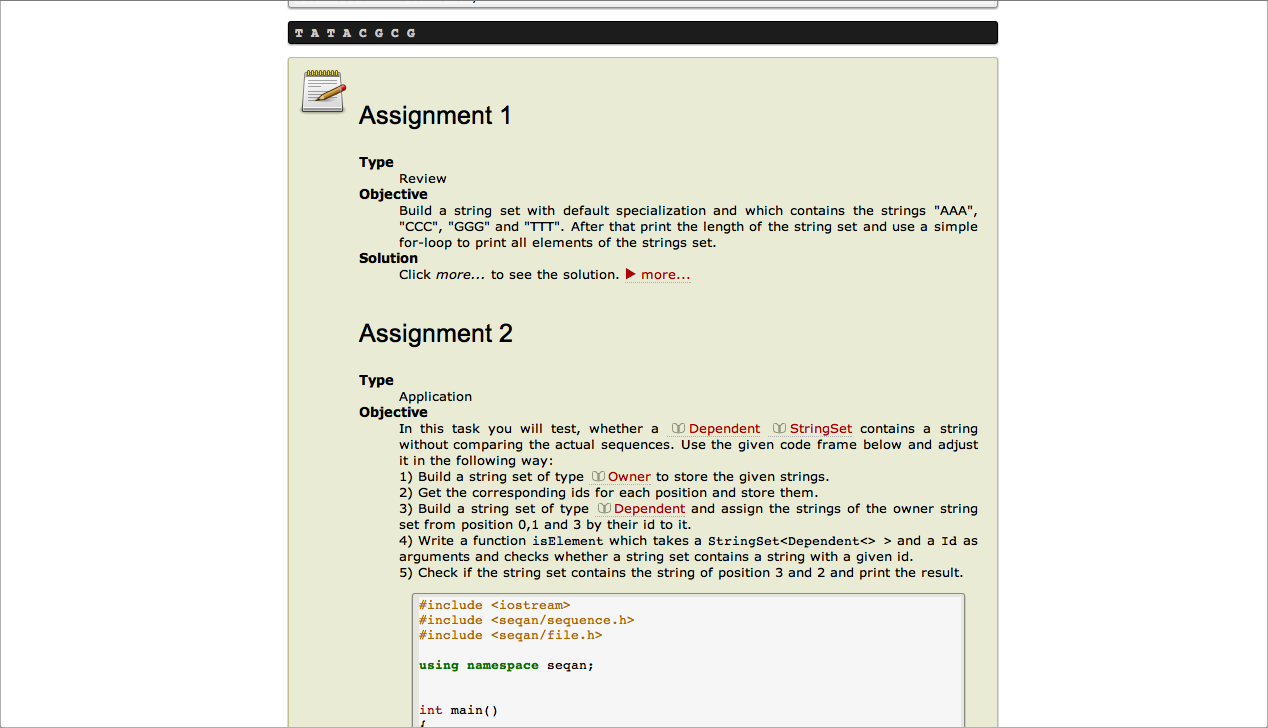 T A T A C G C G
Assignment 1
Type
Review
Objective
Build a string set with default specialization and which contains the strings "AAA",
"CCC", "GGG" and "TTT". After that print the length of the string set and use a simple
for-loop to print all elements of the strings set.
Solution
Click more... to see the solution. ▶ more...
Assignment 2
Type
Application
Objective
In this task you will test, whether a Dependent StringSet contains a string
without comparing the actual sequences. Use the given code frame below and adjust
it in the following way:
1) Build a string set of type Owner to store the given strings.
2) Get the corresponding ids for each position and store them.
3) Build a string set of type Dependent and assign the strings of the owner string
set from position 0,1 and 3 by their id to it.
4) Write a function isElement which takes a StringSet<Dependent<> > and a Id as
arguments and checks whether a string set contains a string with a given id.
5) Check if the string set contains the string of position 3 and 2 and print the result.
#include <iostream>
#include <seqan/sequence.h>
#include <seqan/file.h>
using namespace seqan;
int main()
{